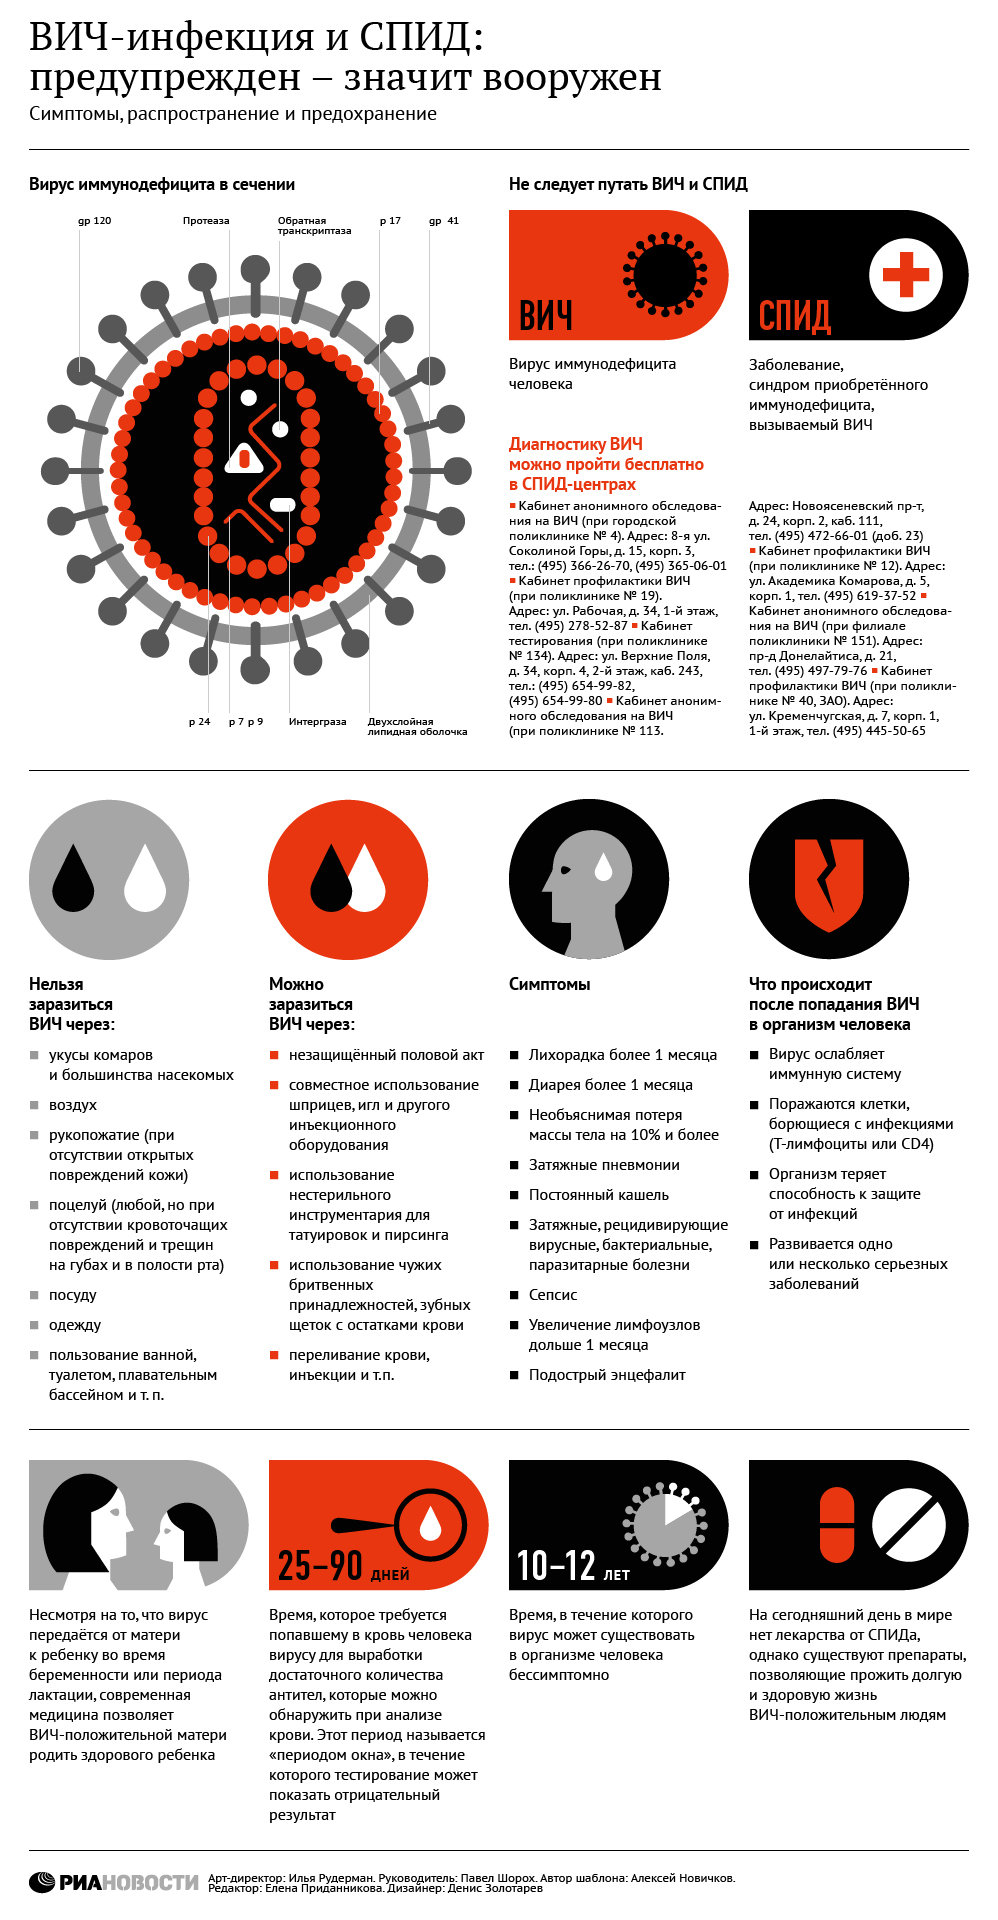 ВИЧ-инфекция и СПИД:
предупрежден – значит вооружен
Симптомы, распространение и предохранение
Вирус иммунодефицита в сечении
gp 120
Протеаза
Обратная
транскриптаза
p 17
gp 41
p 24
p 7 p 9
Интерграза
Двухслойная
липидная оболочка
Не следует путать ВИЧ и СПИД
ВИЧ
Вирус иммунодефицита
человека
СПИД
Заболевание,
синдром приобретённого
иммунодефицита,
вызываемый ВИЧ
Диагностику ВИЧ
можно пройти бесплатно
в СПИД-центрах
▪ Кабинет анонимного обследова-
ния на ВИЧ (при городской
поликлинике № 4). Адрес: 8-я ул.
Соколиной Горы, д. 15, корп. 3,
тел.: (495) 366-26-70, (495) 365-06-01
▪ Кабинет профилактики ВИЧ
(при поликлинике № 19).
Адрес: ул. Рабочая, д. 34, 1-й этаж,
тел. (495) 278-52-87 ▪ Кабинет
тестирования (при поликлинике
№ 134). Адрес: ул. Верхние Поля,
д. 34, корп. 4, 2-й этаж, каб. 243,
тел.: (495) 654-99-82,
(495) 654-99-80 ▪ Кабинет аноним-
ного обследования на ВИЧ
(при поликлинике № 113.
Адрес: Новоясеневский пр-т,
д. 24, корп. 2, каб. 111,
тел. (495) 472-66-01 (доб. 23)
▪ Кабинет профилактики ВИЧ
(при поликлинике № 12). Адрес:
ул. Академика Комарова, д. 5,
корп. 1, тел. (495) 619-37-52 ▪
Кабинет анонимного обследова-
ния на ВИЧ (при филиале
поликлиники № 151). Адрес:
пр-д Донелайтиса, д. 21,
тел. (495) 497-79-76 ▪ Кабинет
профилактики ВИЧ (при поликли-
нике № 40, ЗАО). Адрес:
ул. Кременчугская, д. 7, корп. 1,
1-й этаж, тел. (495) 445-50-65
Нельзя
заразиться
ВИЧ через:
▪ укусы комаров
и большинства насекомых
▪ воздух
▪ рукопожатие (при
отсутствии открытых
повреждений кожи)
▪ поцелуй (любой, но при
отсутствии кровоточащих
повреждений и трещин
на губах и в полости рта)
▪ посуду
▪ одежду
▪ пользование ванной,
туалетом, плавательным
бассейном и т. п.
Можно
заразиться
ВИЧ через:
▪ незащищённый половой акт
▪ совместное использование
шприцев, игл и другого
инъекционного
оборудования
▪ использование
нестерильного
инструментария для
татуировок и пирсинга
▪ использование чужих
бритвенных
принадлежностей, зубных
щеток с остатками крови
▪ переливание крови,
инъекции и т.п.
Симптомы
▪ Лихорадка более 1 месяца
▪ Диарея более 1 месяца
▪ Необъяснимая потеря
массы тела на 10% и более
▪ Затяжные пневмонии
▪ Постоянный кашель
▪ Затяжные, рецидивирующие
вирусные, бактериальные,
паразитарные болезни
▪ Сепсис
▪ Увеличение лимфоузлов
дольше 1 месяца
▪ Подострый энцефалит
Что происходит
после попадания ВИЧ
в организм человека
▪ Вирус ослабляет
иммунную систему
▪ Поражаются клетки,
борющиеся с инфекциями
(Т-лимфоциты или CD4)
▪ Организм теряет
способность к защите
от инфекций
▪ Развивается одно
или несколько серьезных
заболеваний
Несмотря на то, что вирус
передаётся от матери
к ребенку во время
беременности или периода
лактации, современная
медицина позволяет
ВИЧ-положительной матери
родить здорового ребенка
25–90 ДНЕЙ
Время, которое требуется
попавшему в кровь человека
вирусу для выработки
достаточного количества
антител, которые можно
обнаружить при анализе
крови. Этот период называется
«периодом окна», в течение
которого тестирование может
показать отрицательный
результат
10–12 ЛЕТ
Время, в течение которого
вирус может существовать
в организме человека
бессимптомно
На сегодняшний день в мире
нет лекарства от СПИДа,
однако существуют препараты,
позволяющие прожить долгую
и здоровую жизнь
ВИЧ-положительным людям
РИАНОВОСТИ
Арт-директор: Илья Рудерман. Руководитель: Павел Шорох. Автор шаблона: Алексей Новичков.
Редактор: Елена Приданникова. Дизайнер: Денис Золотарев